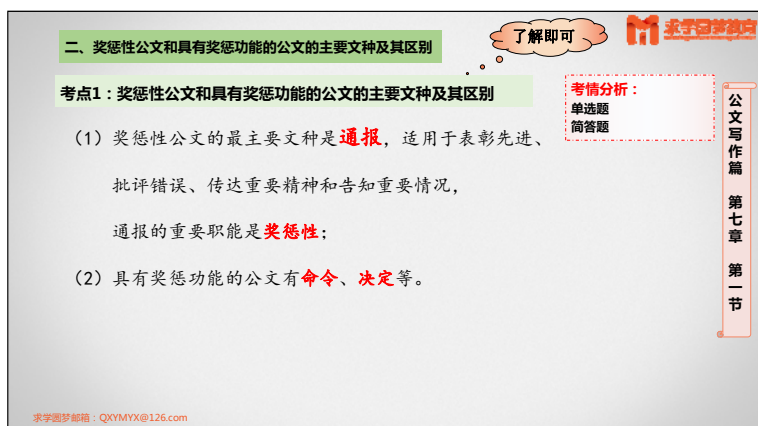 了解即可
求学圆梦教育
二、奖惩性公文和具有奖惩功能的公文的主要文种及其区别
考点1：奖惩性公文和具有奖惩功能的公文的主要文种及其区别
考情分析：
单选题
简答题
（1）奖惩性公文的最主要文种是通报，适用于表彰先进、
批评错误、传达重要精神和告知重要情况，
通报的重要职能是奖惩性；
（2）具有奖惩功能的公文有命令、决定等。
公文写作篇 第七章 第一节
求学圆梦邮箱：QXYMYX@126.com